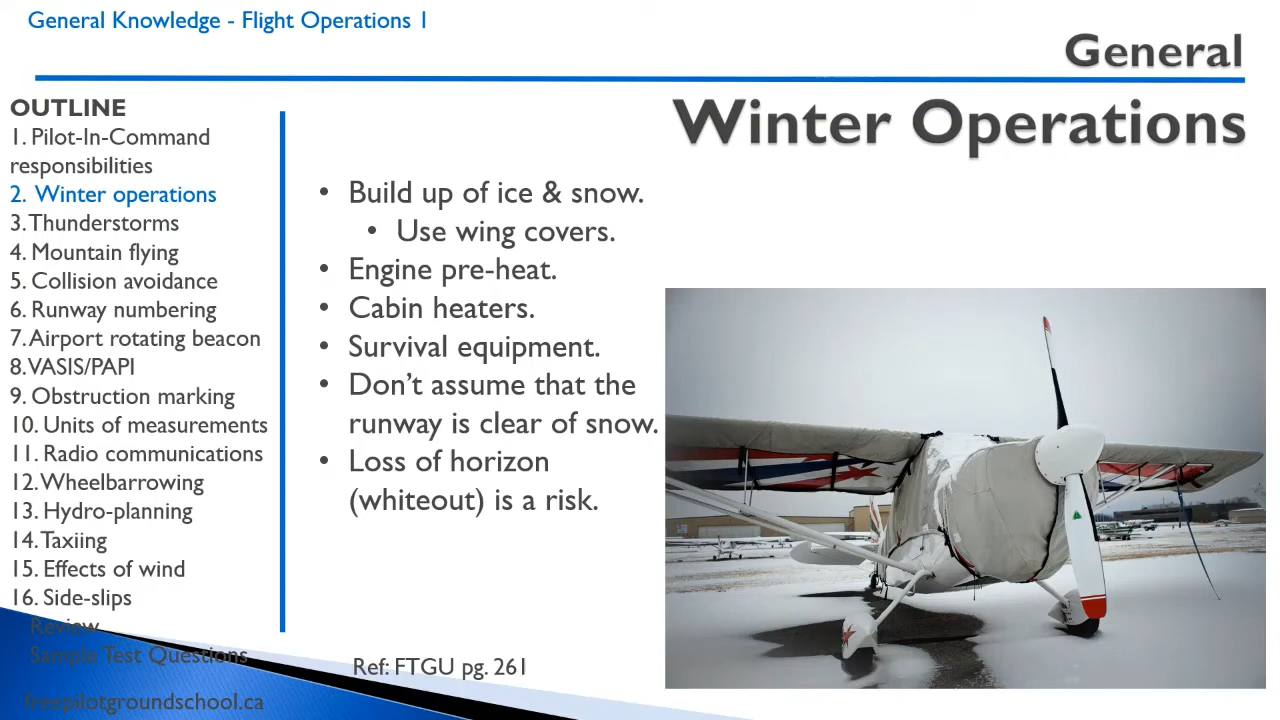 General Knowledge - Flight Operations 1
General
Winter Operations
OUTLINE
1. Pilot-In-Command
responsibilities
2. Winter operations
3. Thunderstorms
4. Mountain flying
5. Collision avoidance
6. Runway numbering
7. Airport rotating beacon
8. VASIS/PAPI
9. Obstruction marking
10. Units of measurements
11. Radio communications
12. Wheelbarrowing
13. Hydro-planning
14. Taxiing
15. Effects of wind
16. Side-slips
Review
Sample Test Questions
freepilotgroundschool.ca
• Build up of ice & snow.
• Use wing covers.
• Engine pre-heat.
• Cabin heaters.
• Survival equipment.
• Don't assume that the
runway is clear of snow.
• Loss of horizon
(whiteout) is a risk.
Ref: FTGU pg. 261